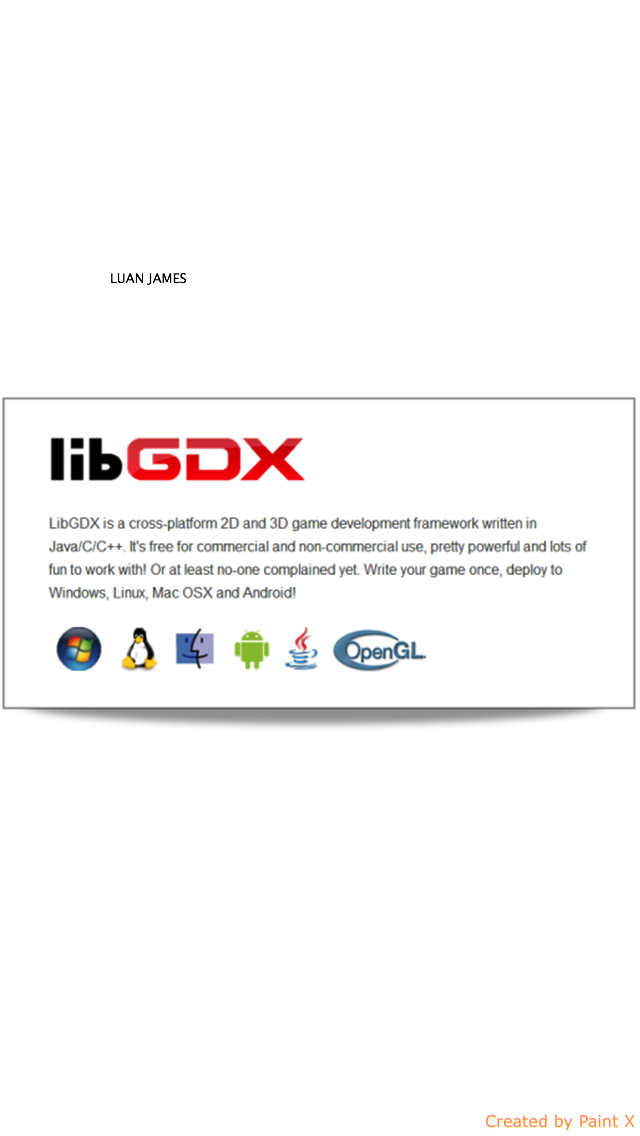 LUAN JAMES
libGDX
LibGDX is a cross-platform 2D and 3D game development framework written in
Java/C/C++. It's free for commercial and non-commercial use, pretty powerful and lots of
fun to work with! Or at least no-one complained yet. Write your game once, deploy to
Windows, Linux, Mac OSX and Android!
OpenGL
Created by Paint X